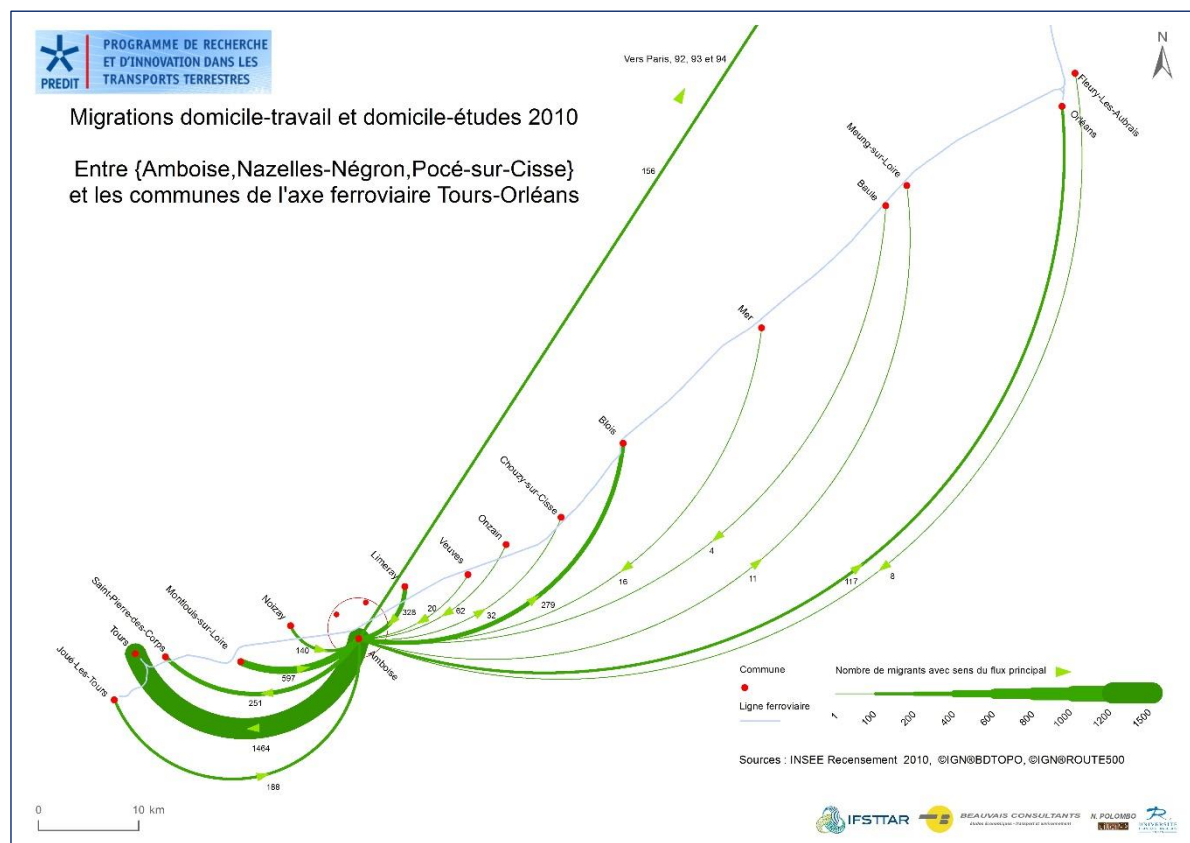 PREDIT
PROGRAMME DE RECHERCHE
ET D'INNOVATION DANS LES
TRANSPORTS TERRESTRES
Migrations domicile-travail et domicile-études 2010
Entre {Amboise,Nazelles-Négron,Pocé-sur-Cisse}
et les communes de l'axe ferroviaire Tours-Orléans
Vers Paris, 92, 93 et 94
N
156
Fleury-Les-Aubrais
Orléans
Meung-sur-Loire
Baule
Mer
Blois
Chouzy-sur-Cisse
Onzain
Veuves
Limeray
Noizay
Montlouis-sur-Loire
Saint-Pierre-des-Corps
Tours
Joué-Les-Tours
Amboise
328
20
62
32
279
16
4
11
117
8
140
597
251
1464
188
Commune
Ligne ferroviaire
Nombre de migrants avec sens du flux principal
1
100
200
400
600
800
1000
1200
1500
Sources : INSEE Recensement 2010, ©IGN®BDTOPO, ©IGN®ROUTE500
0
10 km
IFSTTAR
BEAUVAIS CONSULTANTS
N. POLOMBO
UNIVERSITÉ